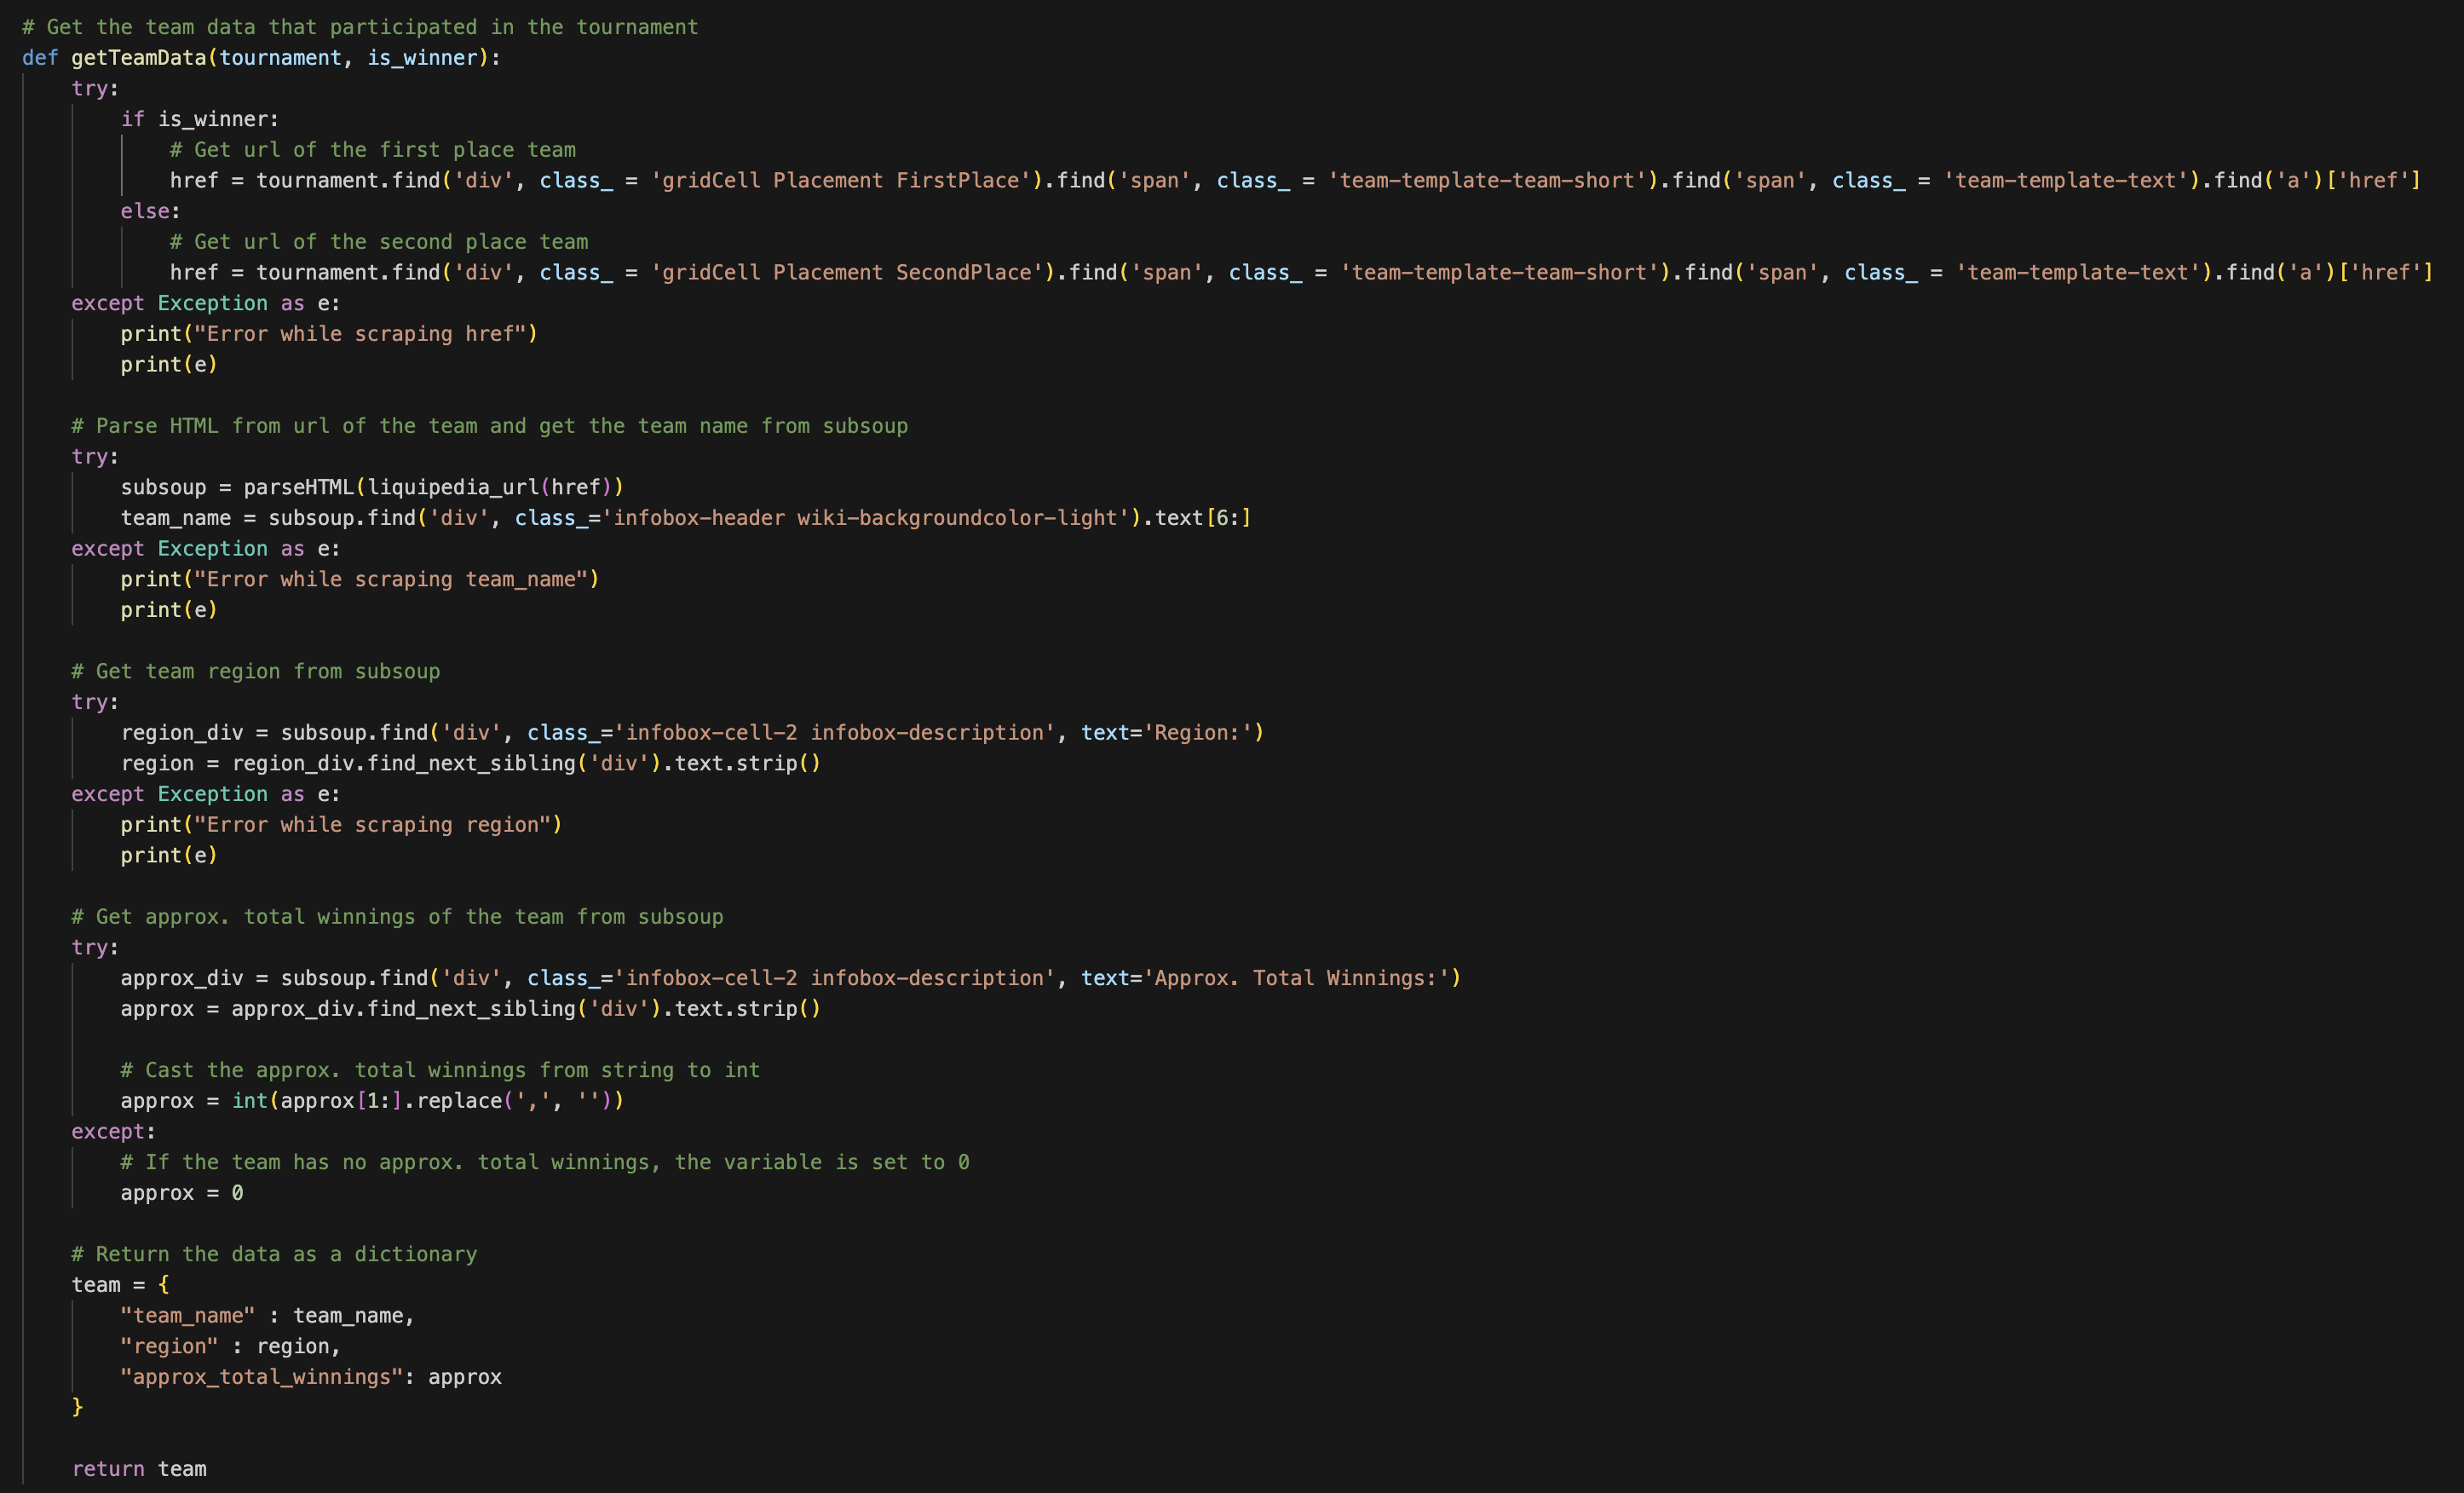 # Get the team data that participated in the tournament
def getTeamData(tournament, is_winner):
    try:
        if is_winner:
            # Get url of the first place team
            href = tournament.find('div', class_ = 'gridCell Placement FirstPlace').find('span', class_ = 'team-template-team-short').find('span', class_ = 'team-template-text').find('a')['href']
        else:
            # Get url of the second place team
            href = tournament.find('div', class_ = 'gridCell Placement SecondPlace').find('span', class_ = 'team-template-team-short').find('span', class_ = 'team-template-text').find('a')['href']
    except Exception as e:
        print("Error while scraping href")
        print(e)

    # Parse HTML from url of the team and get the team name from subsoup
    try:
        subsoup = parseHTML(liquipedia_url(href))
        team_name = subsoup.find('div', class_='infobox-header wiki-backgroundcolor-light').text[6:]
    except Exception as e:
        print("Error while scraping team_name")
        print(e)

    # Get team region from subsoup
    try:
        region_div = subsoup.find('div', class_='infobox-cell-2 infobox-description', text='Region:')
        region = region_div.find_next_sibling('div').text.strip()
    except Exception as e:
        print("Error while scraping region")
        print(e)

    # Get approx. total winnings of the team from subsoup
    try:
        approx_div = subsoup.find('div', class_='infobox-cell-2 infobox-description', text='Approx. Total Winnings:')
        approx = approx_div.find_next_sibling('div').text.strip()

        # Cast the approx. total winnings from string to int
        approx = int(approx[1:].replace(',', ''))
    except:
        # If the team has no approx. total winnings, the variable is set to 0
        approx = 0

    # Return the data as a dictionary
    team = {
        "team_name" : team_name,
        "region" : region,
        "approx_total_winnings": approx
    }

    return team